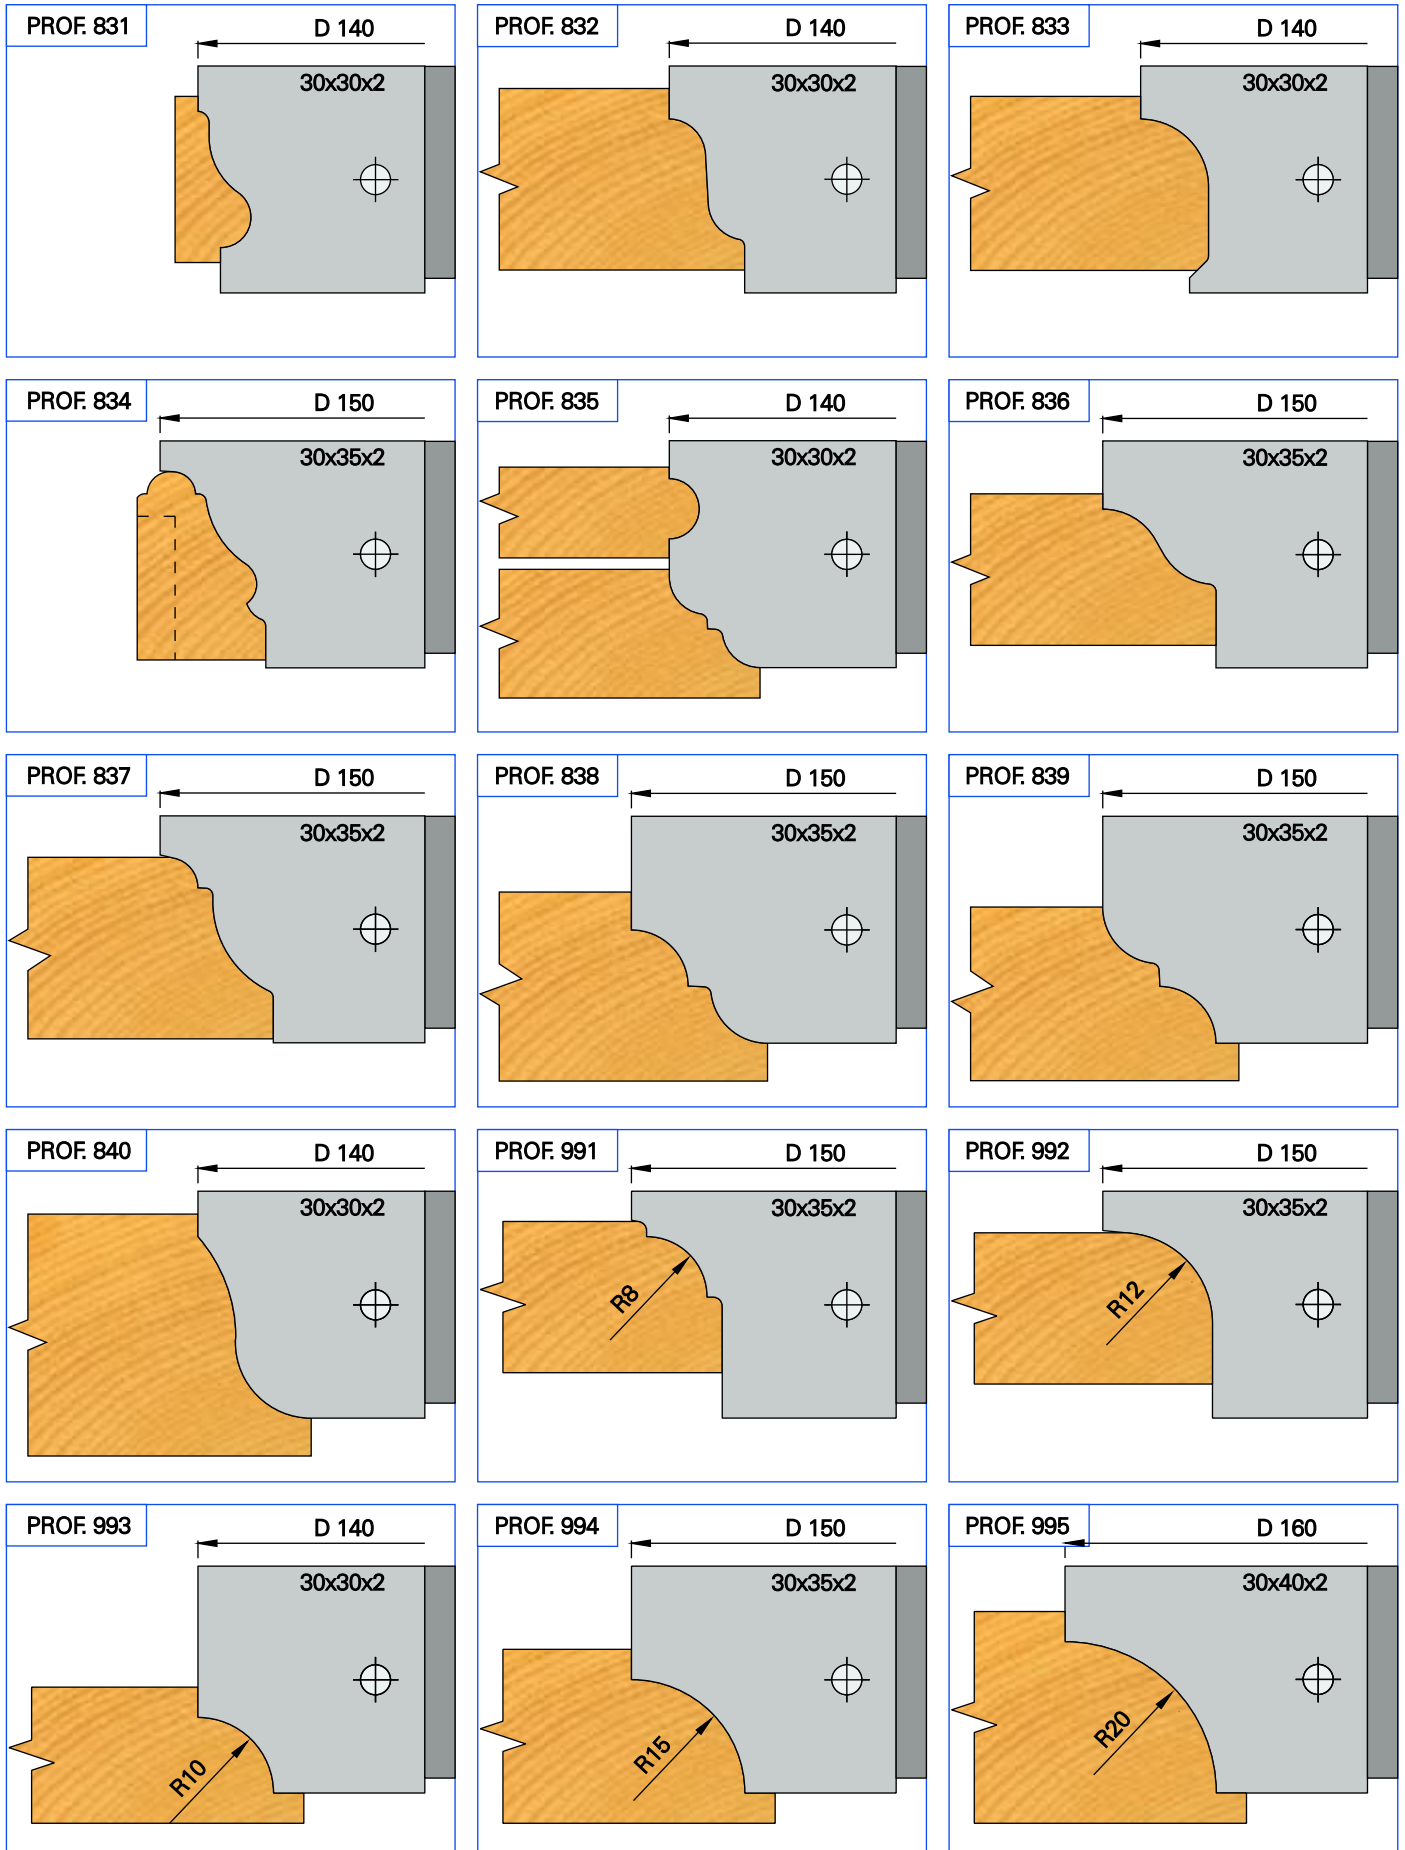 PROF. 831
D 140
30x30x2
PROF. 832
D 140
30x30x2
PROF. 833
D 140
30x30x2
PROF. 834
D 150
30x35x2
PROF. 835
D 140
30x30x2
PROF. 836
D 150
30x35x2
PROF. 837
D 150
30x35x2
PROF. 838
D 150
30x35x2
PROF. 839
D 150
30x35x2
PROF. 840
D 140
30x30x2
PROF. 991
D 150
30x35x2
R8
PROF. 992
D 150
30x35x2
R12
PROF. 993
D 140
30x30x2
R10
PROF. 994
D 150
30x35x2
R15
PROF. 995
D 160
30x40x2
R20